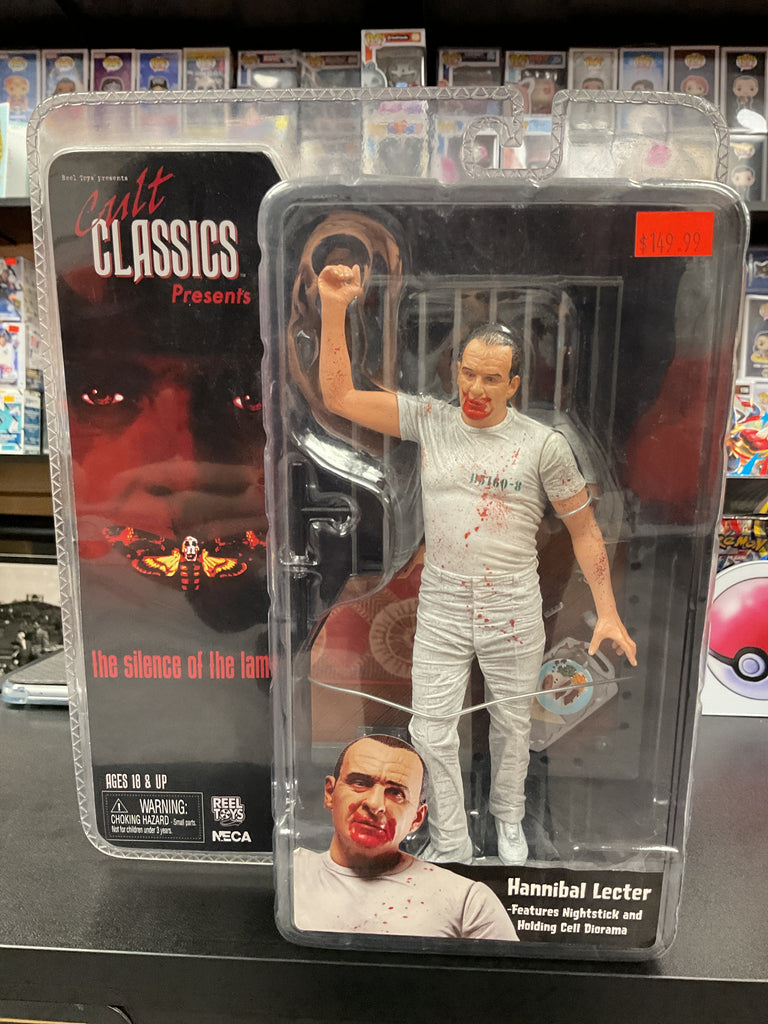 Reel Toys presents
Cult
CLASSICS
Presents
$149.99
the silence of the lam
AGES 18 & UP
WARNING:
CHOKING HAZARD - Small parts.
Not for children under 3 years.
REEL
TOYS
NECA
Hannibal Lecter
-Features Nightstick and
Holding Cell Diorama